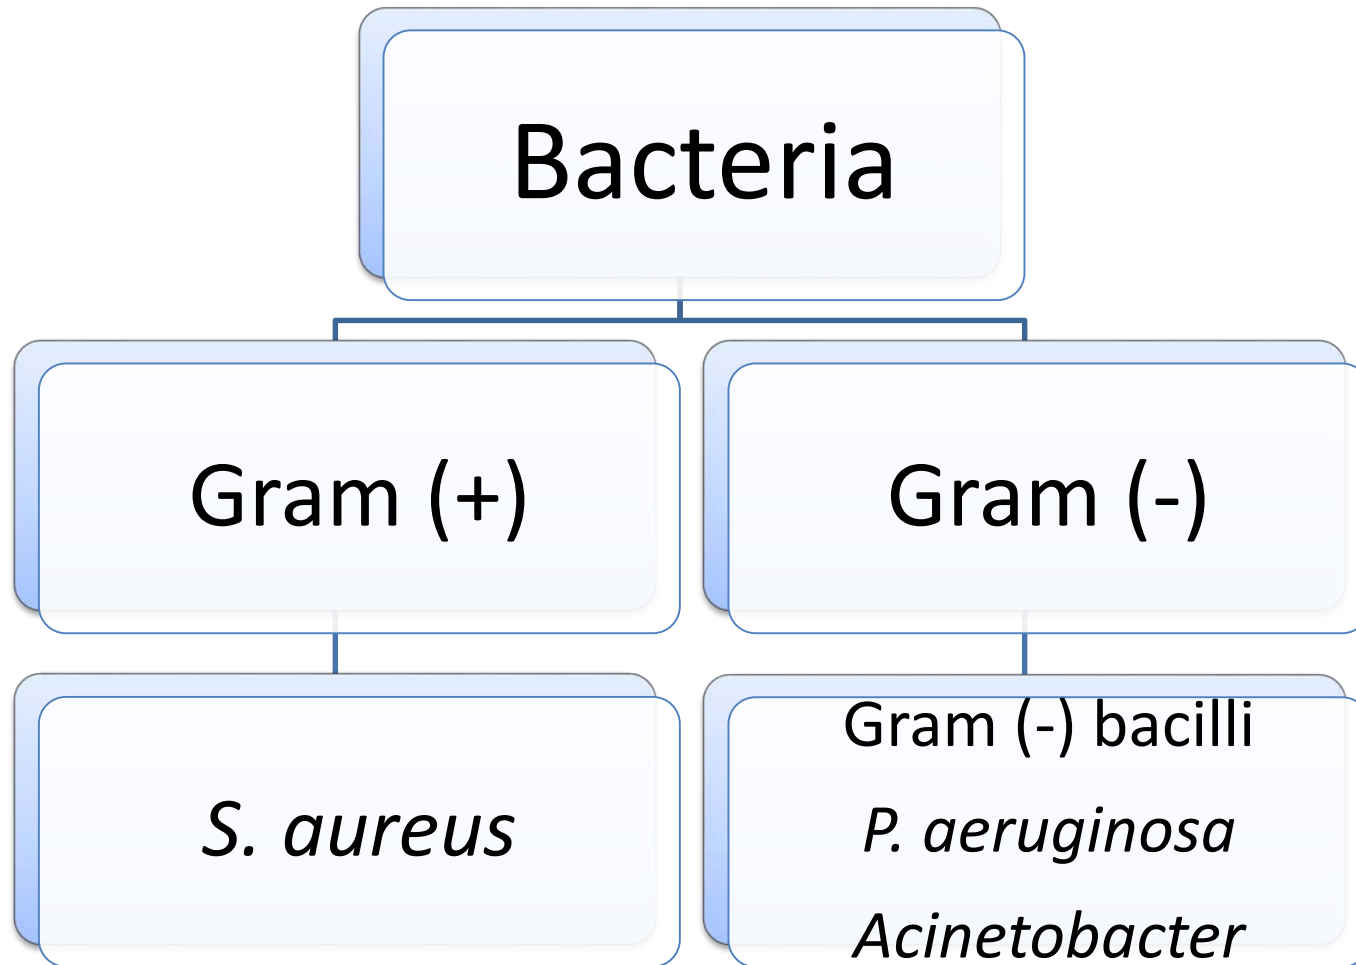 Bacteria
Gram (+)
Gram (-)
S. aureus
Gram (-) bacilli
P. aeruginosa
Acinetobacter